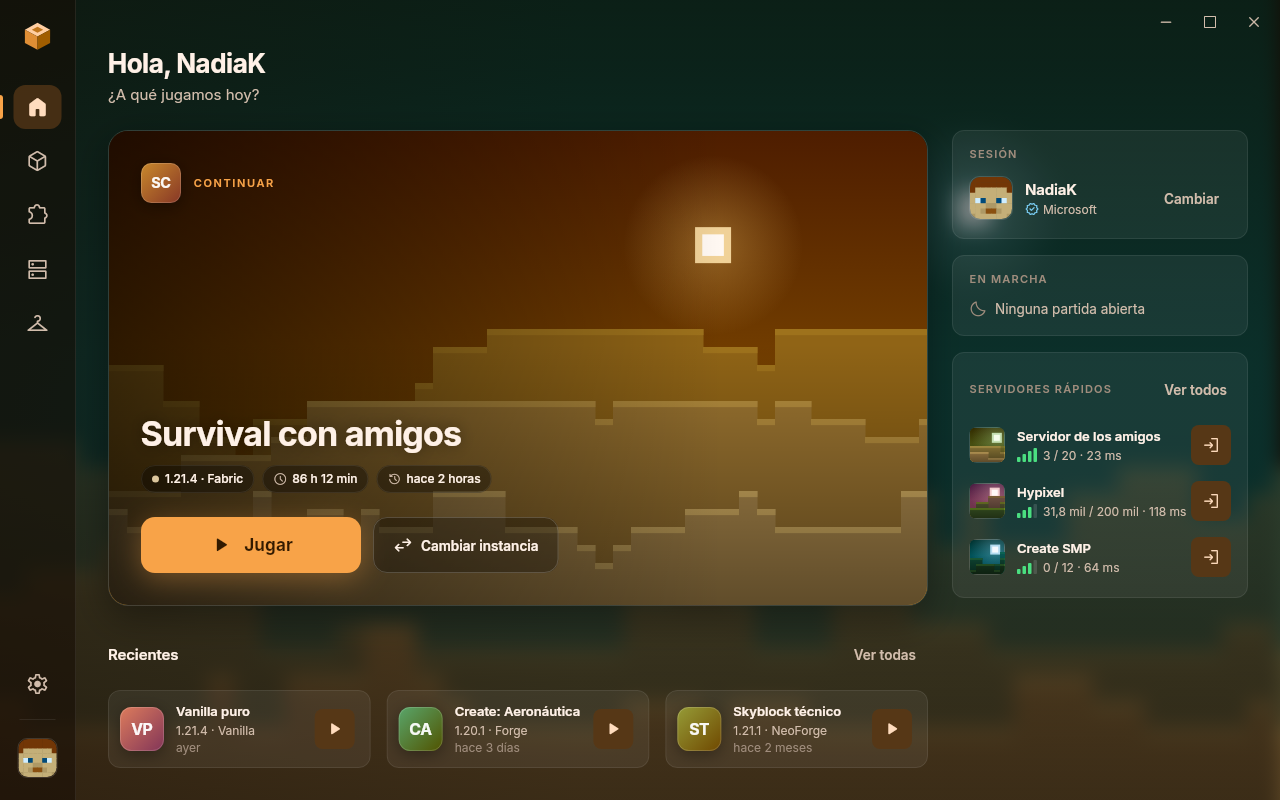 Hola, NadiaK
¿A qué jugamos hoy?
SC
CONTINUAR
Survival con amigos
1.21.4 · Fabric
86 h 12 min
hace 2 horas
Jugar
Cambiar instancia
SESIÓN
NadiaK
Microsoft
Cambiar
EN MARCHA
Ninguna partida abierta
SERVIDORES RÁPIDOS
Ver todos
Servidor de los amigos
3 / 20 · 23 ms
Hypixel
31,8 mil / 200 mil · 118 ms
Create SMP
0 / 12 · 64 ms
Recientes
Ver todas
VP
Vanilla puro
1.21.4 · Vanilla
ayer
CA
Create: Aeronáutica
1.20.1 · Forge
hace 3 días
ST
Skyblock técnico
1.21.1 · NeoForge
hace 2 meses